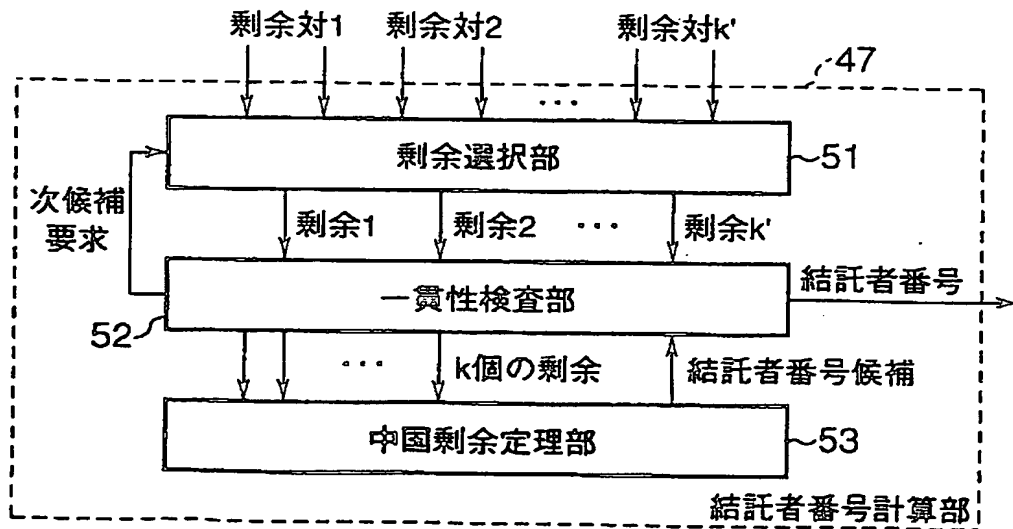 剰余対1 剰余対2 剰余対k'
47
...
剰余選択部
51
次候補
要求
剰余1 剰余2 ... 剰余k'
結託者番号
一貫性検査部
52
... k個の剰余 結託者番号候補
中国剰余定理部
53
結託者番号計算部